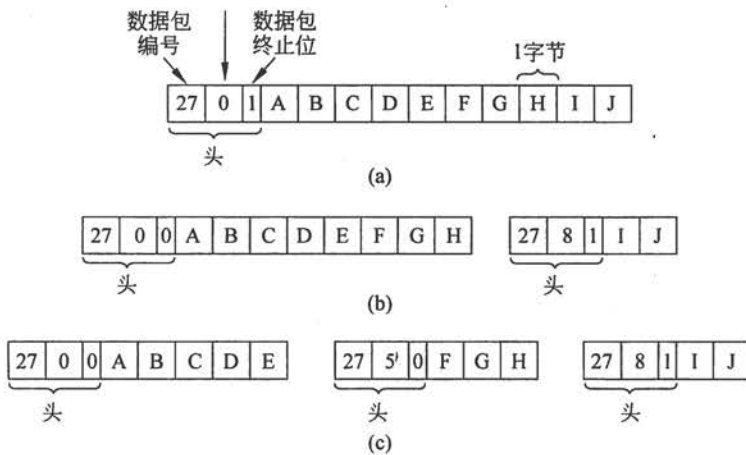 数据包
编号
数据包
终止位
1字节
27 0 1 A B C D E F G H I J
头
(a)
27 0 0 A B C D E F G H
27 8 1 I J
头
头
(b)
27 0 0 A B C D E
27 5 0 F G H
27 8 1 I J
头
头
头
(c)